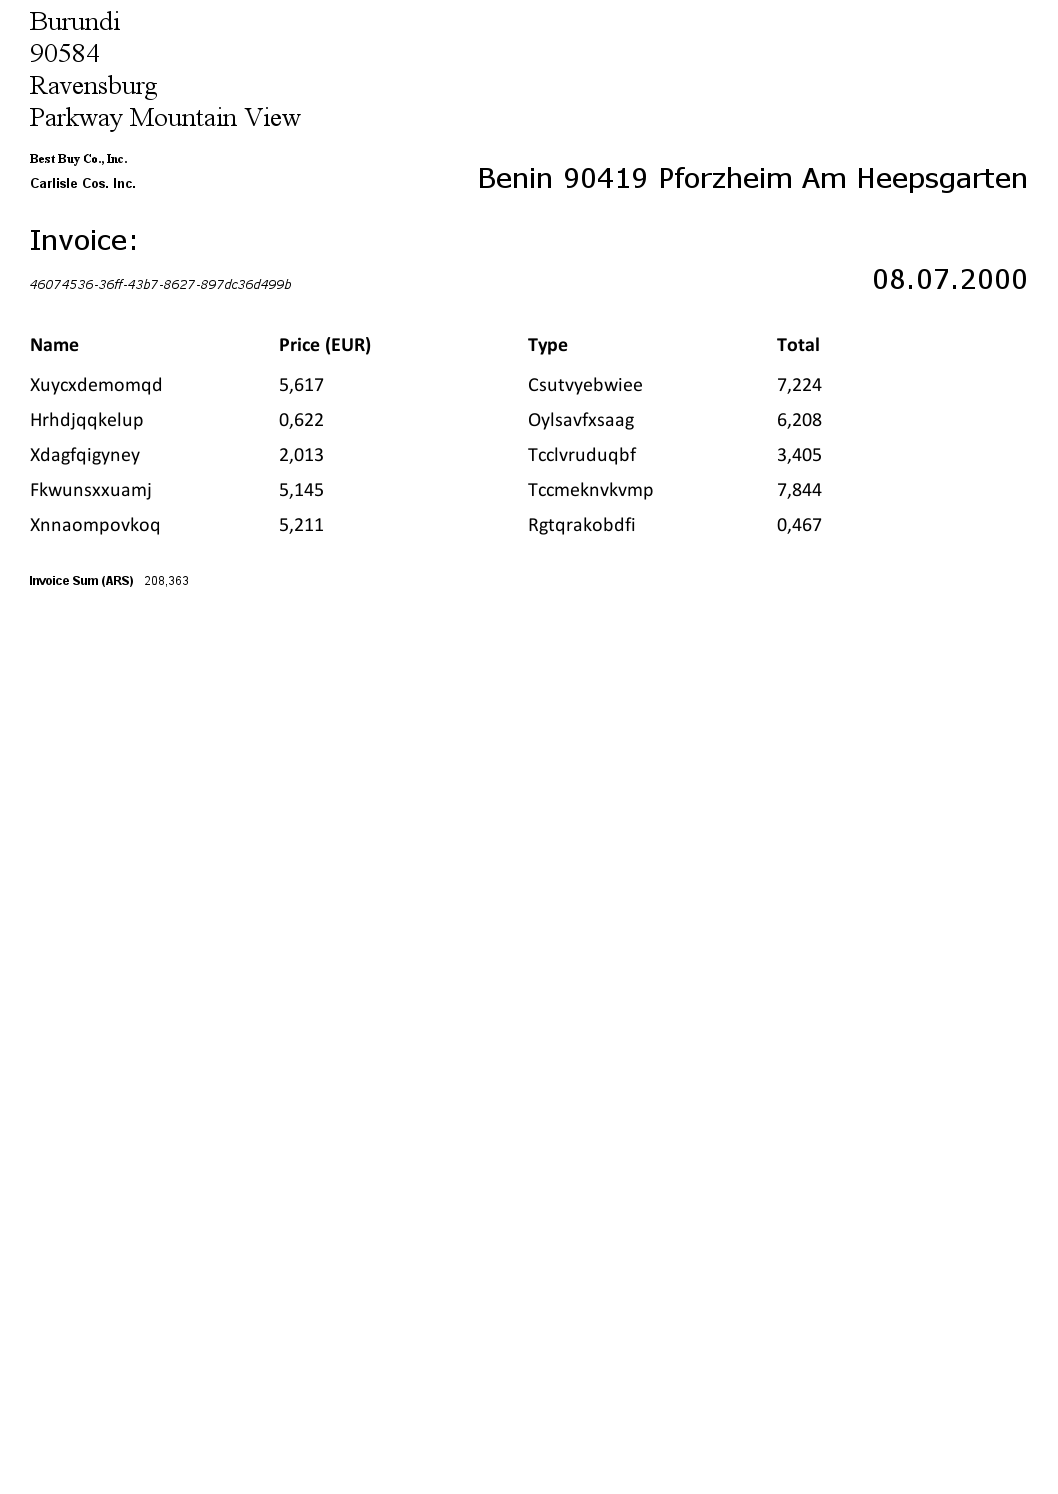 Burundi
90584
Ravensburg
Parkway Mountain View
Best Buy Co., Inc.
Carlisle Cos. Inc.
Benin 90419 Pforzheim Am Heepsgarten
Invoice:
46074536-36ff-43b7-8627-897dc36d499b
08.07.2000
Name Price (EUR) Type Total
Xuycxdemomqd 5,617 Csutvyebwiee 7,224
Hrhdjqqkelup 0,622 Oylsavfxsaag 6,208
Xdagfqigyney 2,013 Tcclvruduqbf 3,405
Fkwunsxxuamj 5,145 Tccmeknvkvmp 7,844
Xnnaompovkoq 5,211 Rgtqrakobdfi 0,467
Invoice Sum (ARS) 208,363